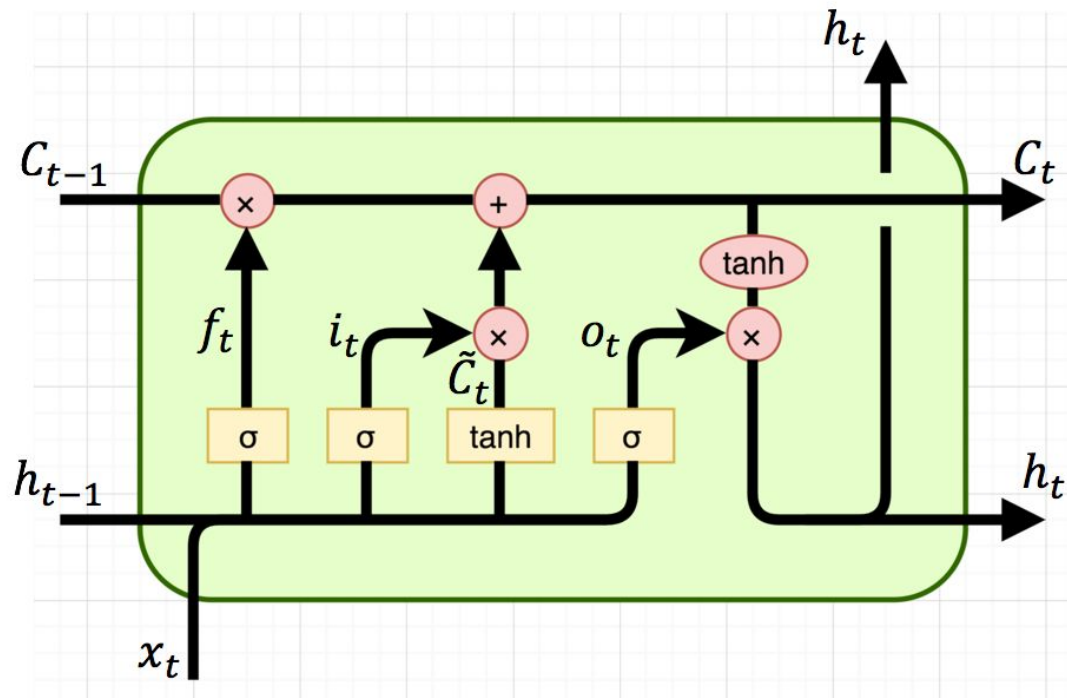 h_t
C_{t-1}
C_t
×
+
tanh
f_t
i_t
×
o_t
×
C̃_t
σ
σ
tanh
σ
h_{t-1}
h_t
x_t